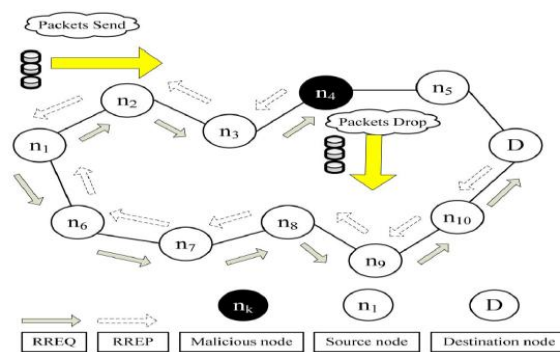 Packets Send
n2
n4
n5
n1
n3
Packets Drop
D
n6
n7
n8
n10
n9
nk
n1
D
RREQ
RREP
Malicious node
Source node
Destination node